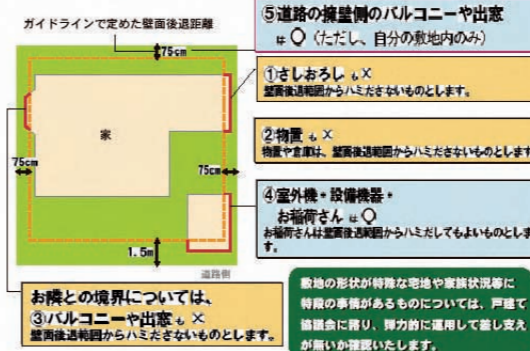 ガイドラインで定めた壁面後退距離
75cm
家
75cm
75cm
1.5m
道路側
⑤道路の擁壁側のバルコニーや出窓
は ○ (ただし、自分の敷地内のみ)
①さしおろし も ×
壁面後退範囲からハミださないものとします。
②物置 も ×
物置や倉庫は、壁面後退範囲からハミださないものとします
④室外機・設備機器・
お稲荷さん は ○
お稲荷さんは壁面後退範囲からハミだしてもよいものとしま
す。
お隣との境界については、
③バルコニーや出窓 も ×
壁面後退範囲からハミださないものとします。
敷地の形状が特殊な宅地や家族状況等に
特段の事情があるものについては、戸建て
協議会に諮り、弾力的に運用して差し支え
が無いか確認いたします。